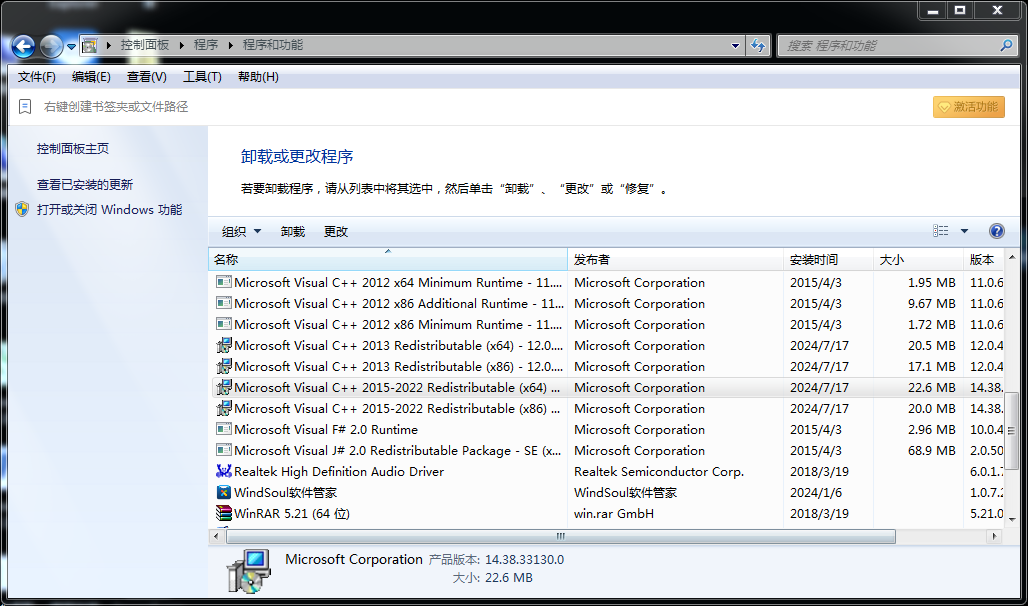 控制面板 程序 程序和功能 搜索 程序和功能
文件(F) 编辑(E) 查看(V) 工具(T) 帮助(H)
右键创建书签夹或文件路径 激活功能
控制面板主页
查看已安装的更新
打开或关闭 Windows 功能
卸载或更改程序
若要卸载程序，请从列表中将其选中，然后单击“卸载”、“更改”或“修复”。
组织 卸载 更改
名称 发布者 安装时间 大小 版本
Microsoft Visual C++ 2012 x64 Minimum Runtime - 11.... Microsoft Corporation 2015/4/3 1.95 MB 11.0.6
Microsoft Visual C++ 2012 x86 Additional Runtime - 11... Microsoft Corporation 2015/4/3 9.67 MB 11.0.6
Microsoft Visual C++ 2012 x86 Minimum Runtime - 11.... Microsoft Corporation 2015/4/3 1.72 MB 11.0.6
Microsoft Visual C++ 2013 Redistributable (x64) - 12.0.... Microsoft Corporation 2024/7/17 20.5 MB 12.0.4
Microsoft Visual C++ 2013 Redistributable (x86) - 12.0.... Microsoft Corporation 2024/7/17 17.1 MB 12.0.4
Microsoft Visual C++ 2015-2022 Redistributable (x64) ... Microsoft Corporation 2024/7/17 22.6 MB 14.38.
Microsoft Visual C++ 2015-2022 Redistributable (x86) ... Microsoft Corporation 2024/7/17 20.0 MB 14.38.
Microsoft Visual F# 2.0 Runtime Microsoft Corporation 2015/4/3 2.96 MB 10.0.4
Microsoft Visual J# 2.0 Redistributable Package - SE (x... Microsoft Corporation 2015/4/3 68.9 MB 2.0.50
Realtek High Definition Audio Driver Realtek Semiconductor Corp. 2018/3/19 6.0.1.7
WindSoul软件管家 WindSoul软件管家 2024/1/6 1.0.7.2
WinRAR 5.21 (64 位) win.rar GmbH 2018/3/19 5.21.0
Microsoft Corporation 产品版本: 14.38.33130.0
大小: 22.6 MB